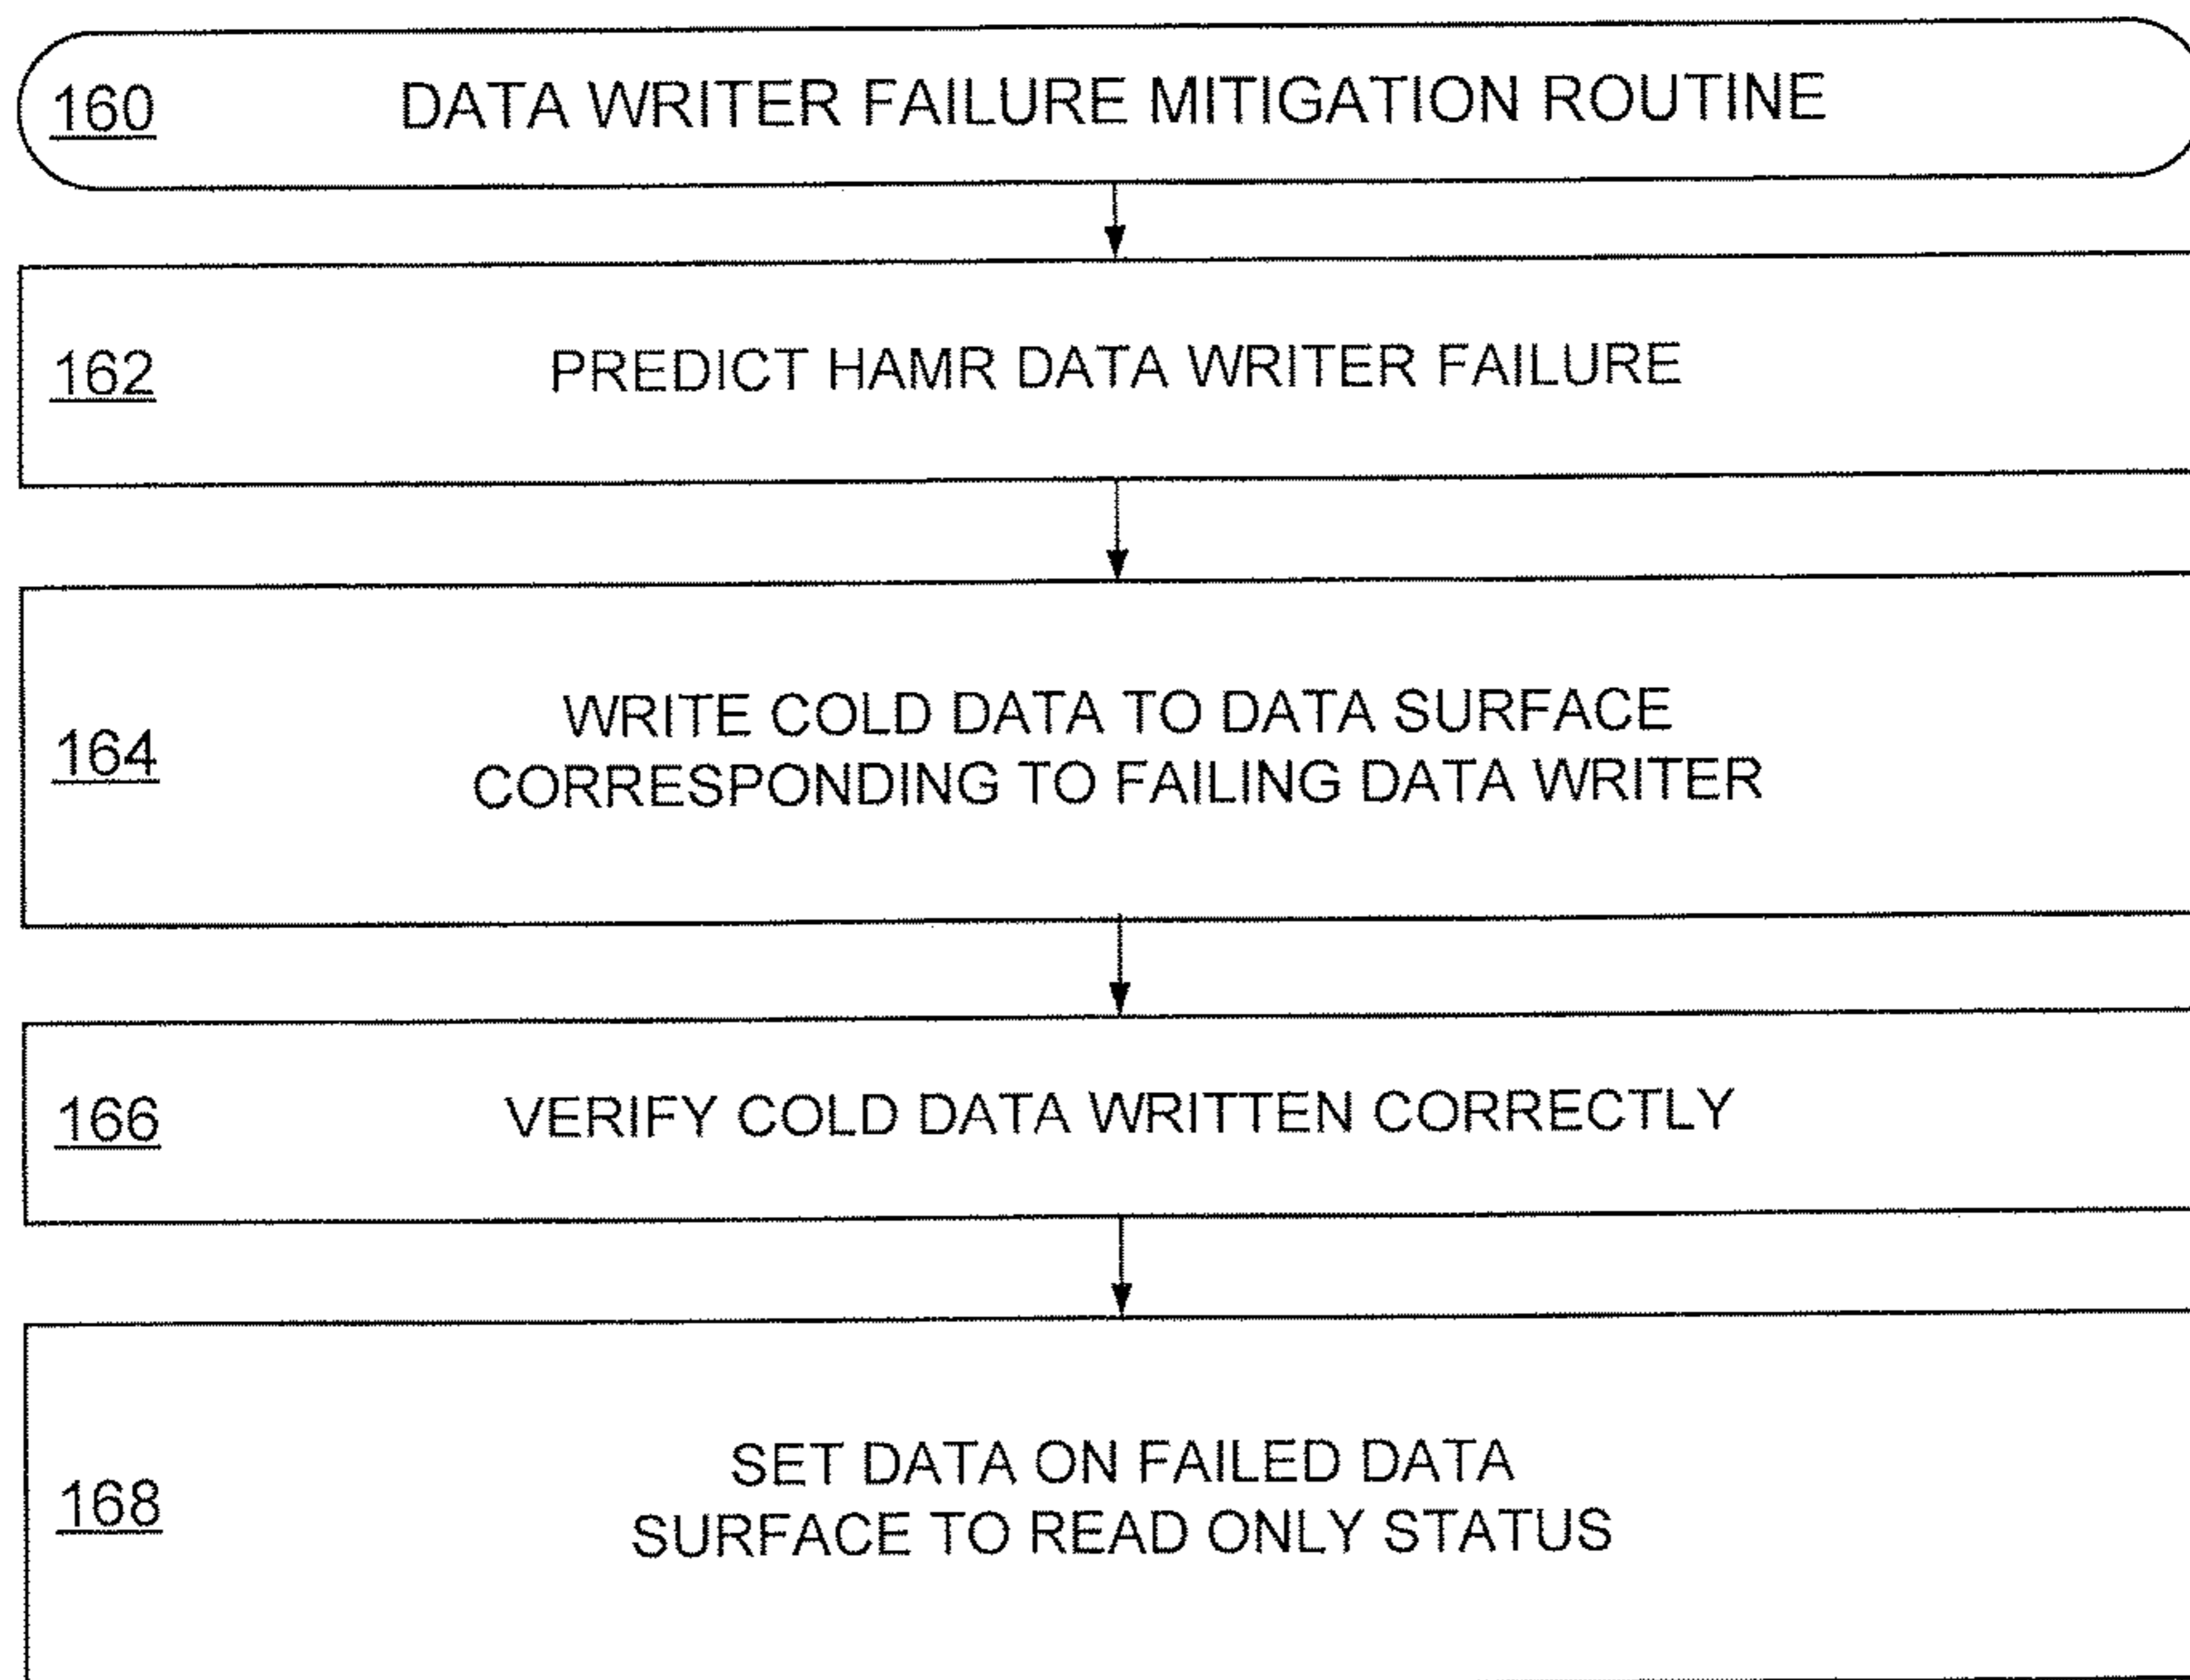 160 DATA WRITER FAILURE MITIGATION ROUTINE
162 PREDICT HAMR DATA WRITER FAILURE
164 WRITE COLD DATA TO DATA SURFACE
CORRESPONDING TO FAILING DATA WRITER
166 VERIFY COLD DATA WRITTEN CORRECTLY
168 SET DATA ON FAILED DATA
SURFACE TO READ ONLY STATUS